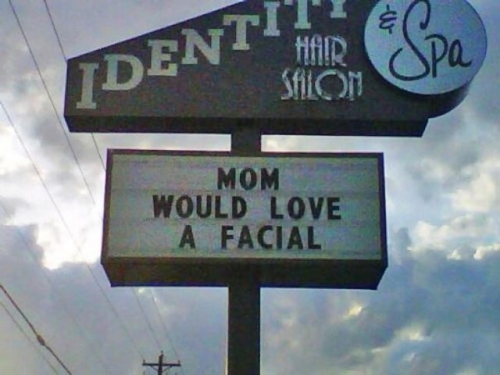 IDENTITY
HAIR
SALON
& Spa
MOM
WOULD LOVE
A FACIAL